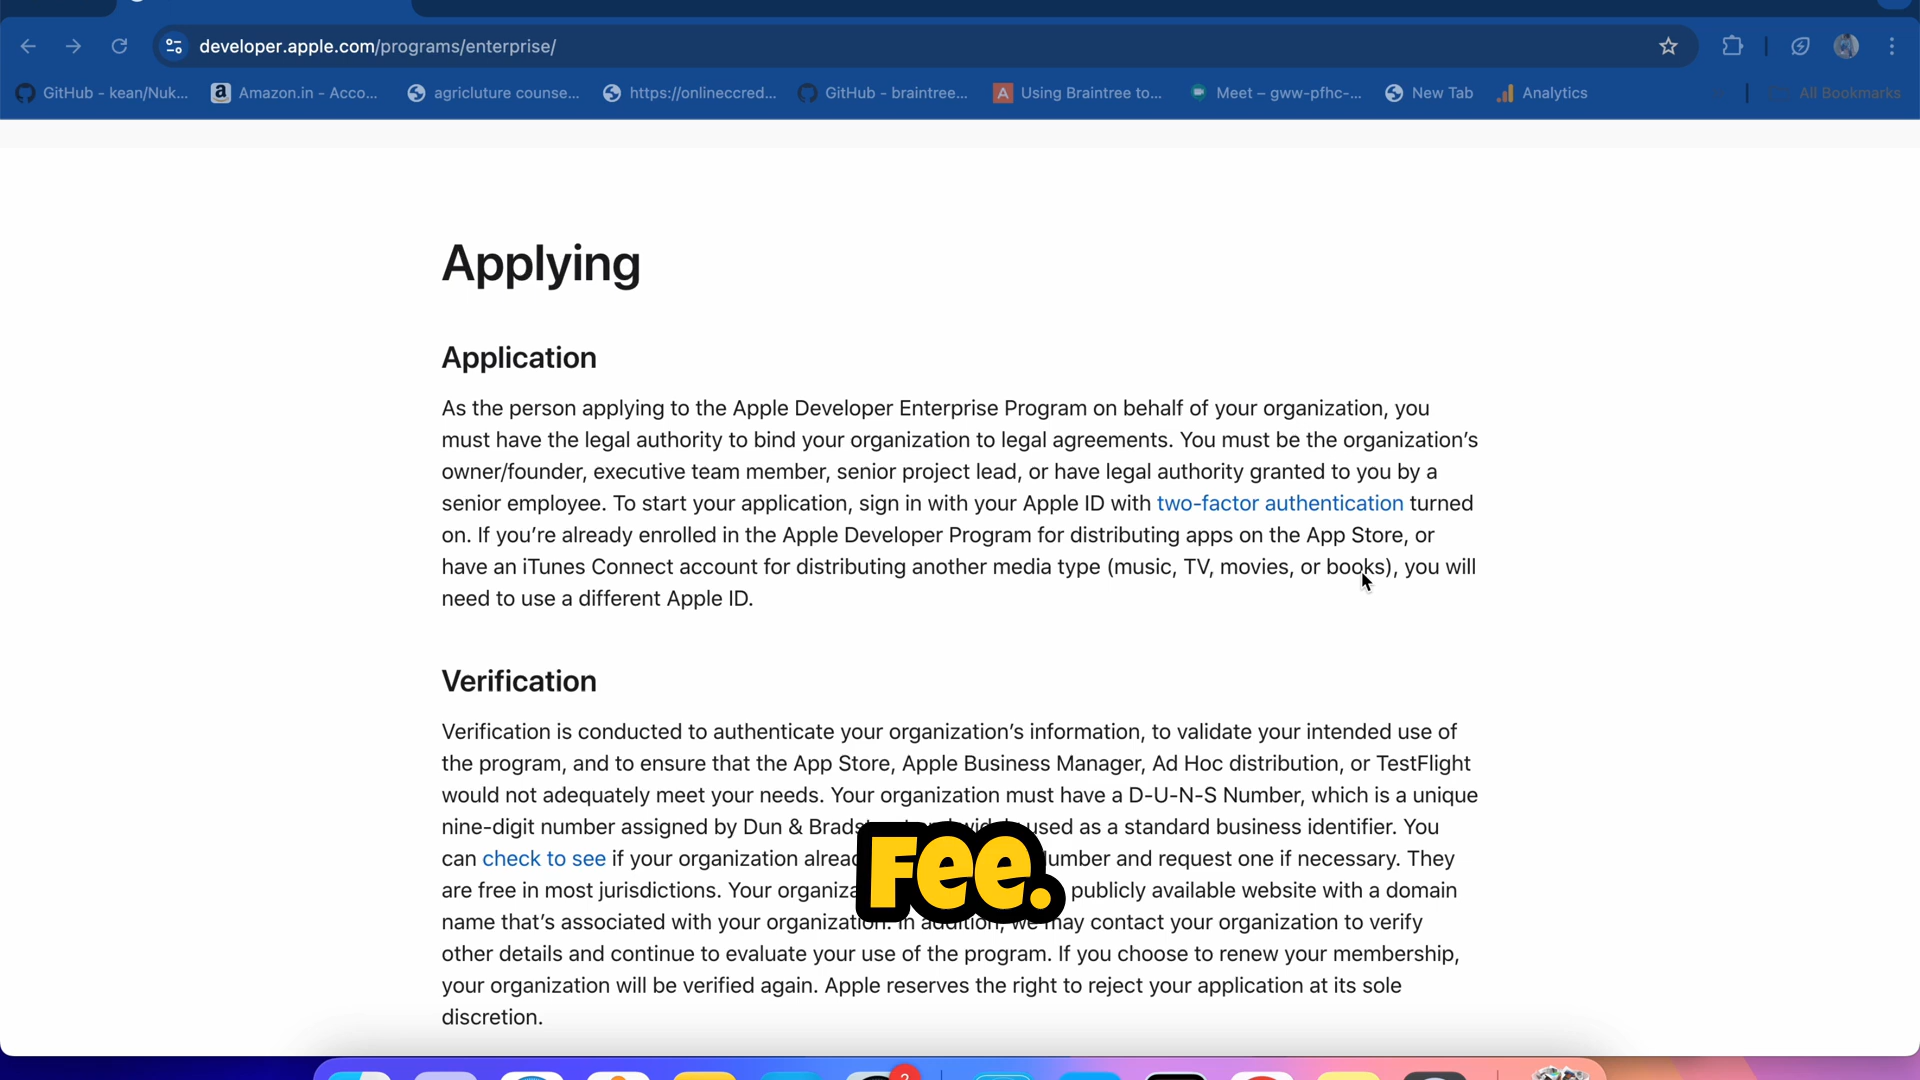 developer.apple.com/programs/enterprise/
GitHub - kean/Nuk... Amazon.in - Acco... agricluture counse... https://onlineccred... GitHub - braintree... Using Braintree to... Meet – gww-pfhc-... New Tab Analytics All Bookmarks
Applying
Application
As the person applying to the Apple Developer Enterprise Program on behalf of your organization, you
must have the legal authority to bind your organization to legal agreements. You must be the organization's
owner/founder, executive team member, senior project lead, or have legal authority granted to you by a
senior employee. To start your application, sign in with your Apple ID with two-factor authentication turned
on. If you're already enrolled in the Apple Developer Program for distributing apps on the App Store, or
have an iTunes Connect account for distributing another media type (music, TV, movies, or books), you will
need to use a different Apple ID.
Verification
Verification is conducted to authenticate your organization's information, to validate your intended use of
the program, and to ensure that the App Store, Apple Business Manager, Ad Hoc distribution, or TestFlight
would not adequately meet your needs. Your organization must have a D-U-N-S Number, which is a unique
nine-digit number assigned by Dun & used as a standard business identifier. You
can check to see if your organization and request one if necessary. They
are free in most jurisdictions. Your publicly available website with a domain
FEE.
name that's associated with your organization. In addition, we may contact your organization to verify
other details and continue to evaluate your use of the program. If you choose to renew your membership,
your organization will be verified again. Apple reserves the right to reject your application at its sole
discretion.